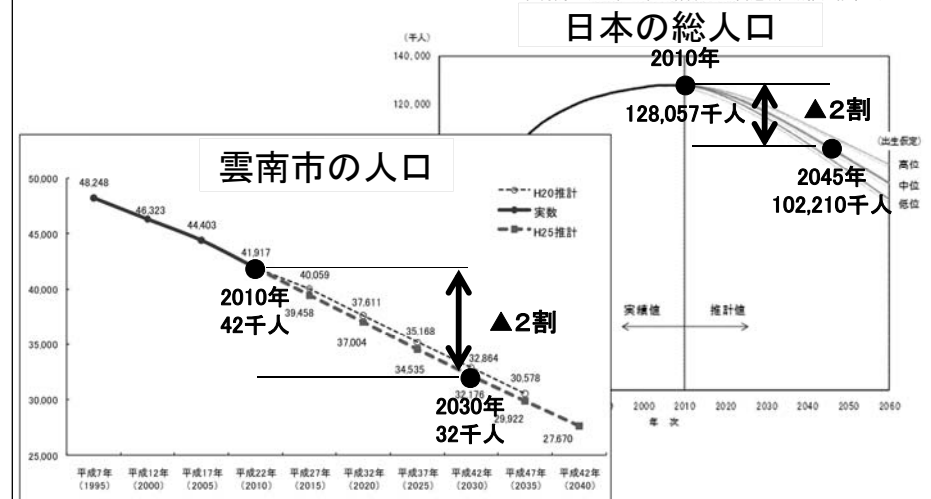 日本の総人口
(千人)
140,000
120,000
2010年
128,057千人
▲2割
(出生仮定)
高位
中位
低位
2045年
102,210千人
実績値
推計値
2000
2010
2020
2030
2040
2050
2060
年 次
雲南市の人口
50,000
45,000
40,000
35,000
30,000
25,000
48,248
46,323
44,403
41,917
40,059
37,611
35,168
32,864
30,578
39,458
37,004
34,535
32,176
29,922
27,670
H20推計
実数
H25推計
2010年
42千人
▲2割
2030年
32千人
平成7年
(1995)
平成12年
(2000)
平成17年
(2005)
平成22年
(2010)
平成27年
(2015)
平成32年
(2020)
平成37年
(2025)
平成42年
(2030)
平成47年
(2035)
平成42年
(2040)